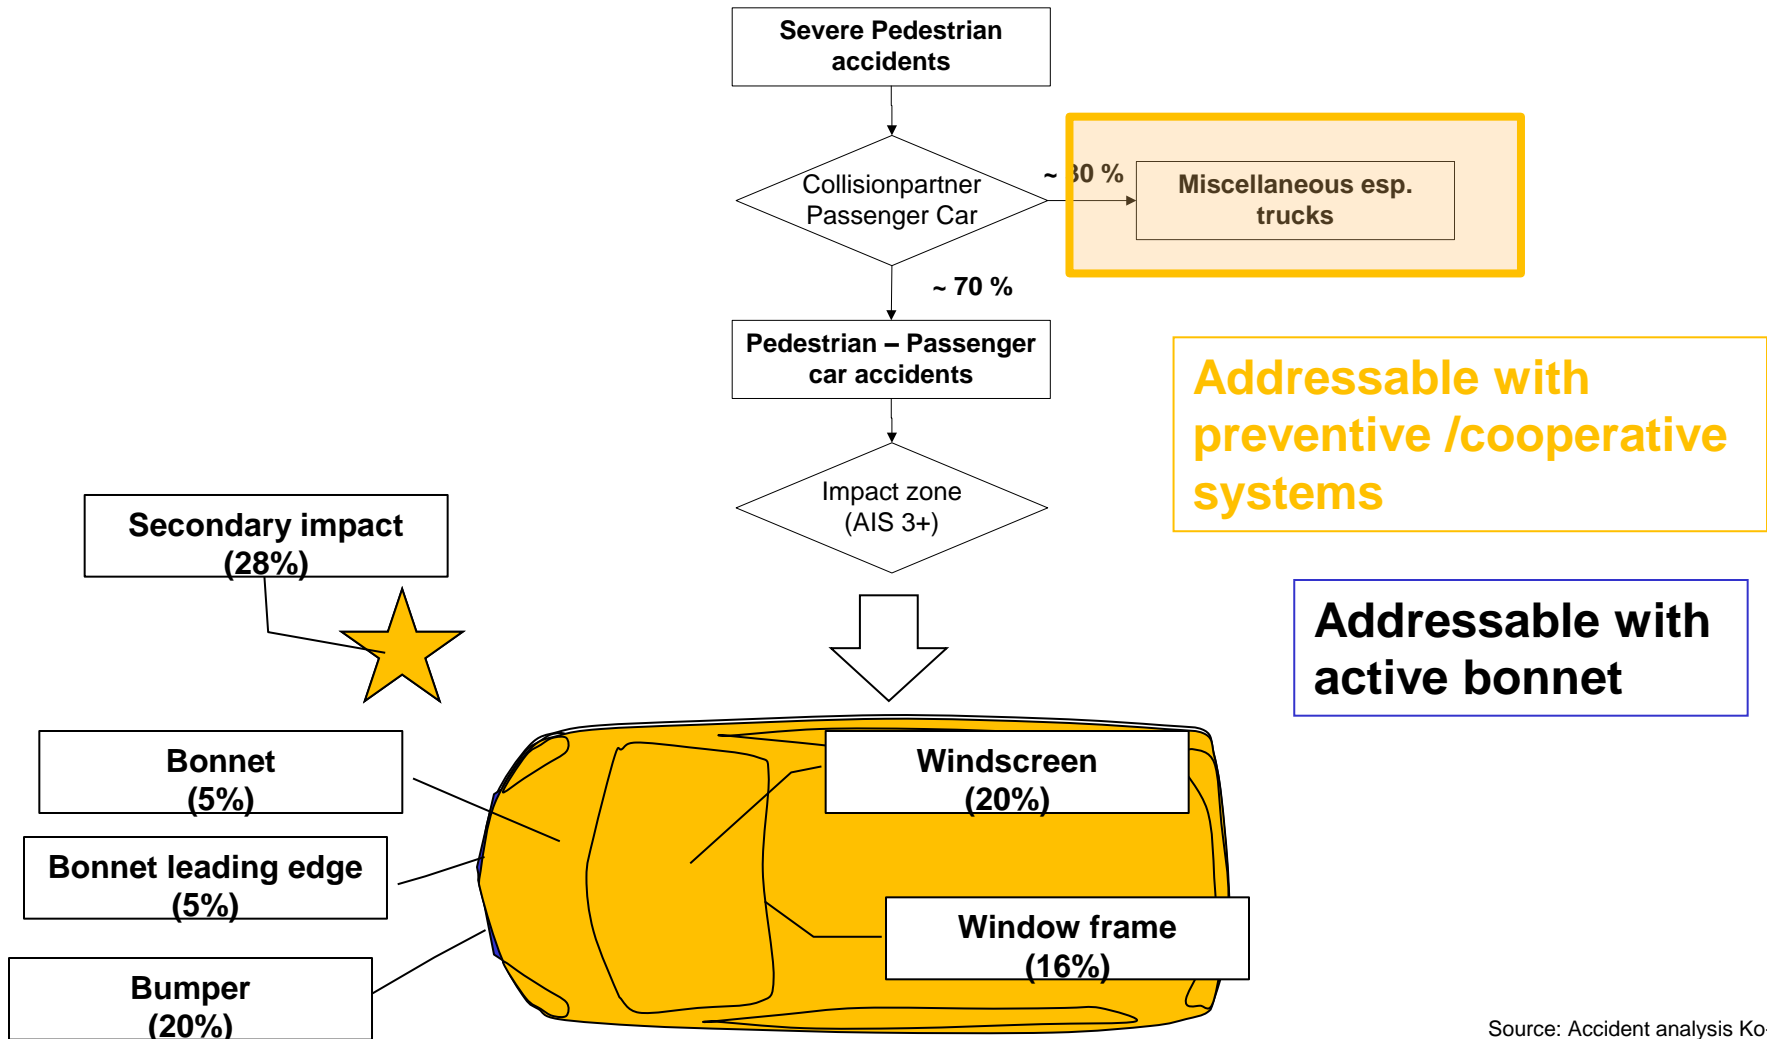 Severe Pedestrian
accidents
Collisionpartner
Passenger Car
~ 30 %
Miscellaneous esp.
trucks
~ 70 %
Pedestrian – Passenger
car accidents
Addressable with
preventive /cooperative
systems
Impact zone
(AIS 3+)
Secondary impact
(28%)
Addressable with
active bonnet
Bonnet
(5%)
Windscreen
(20%)
Bonnet leading edge
(5%)
Window frame
(16%)
Bumper
(20%)
Source: Accident analysis Ko-